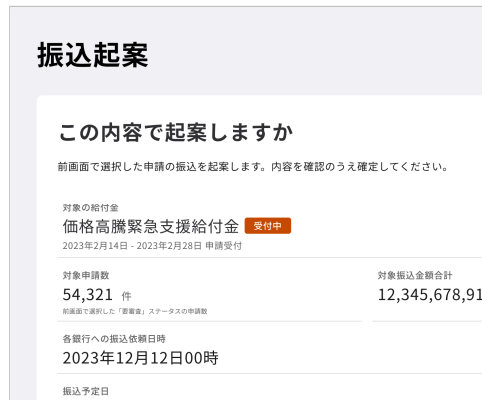 振込起案
この内容で起案しますか
前画面で選択した申請の振込を起案します。内容を確認のうえ確定してください。
対象の給付金
価格高騰緊急支援給付金 受付中
2023年2月14日 - 2023年2月28日 申請受付
対象申請数
54,321 件
前画面で選択した「要審査」ステータスの申請数
対象振込金額合計
12,345,678,91
各銀行への振込依頼日時
2023年12月12日00時
振込予定日